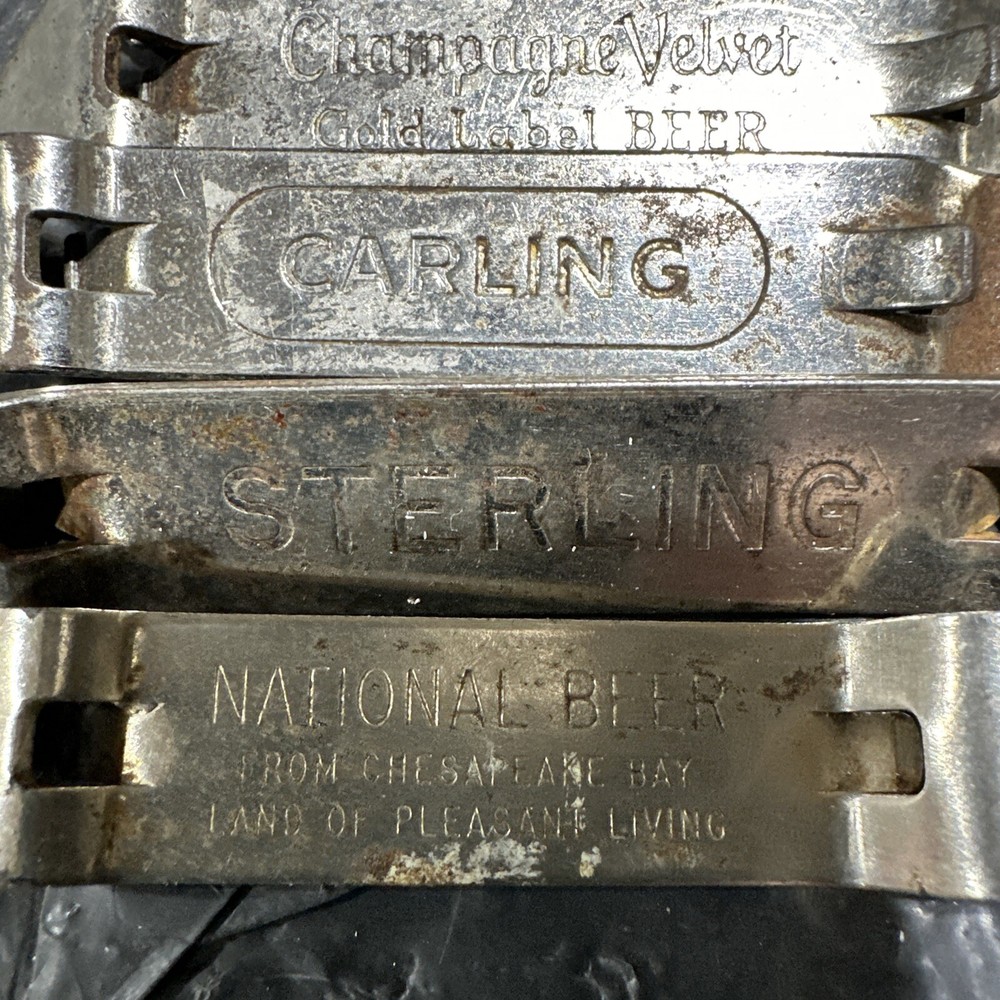 Champagne Velvet
Gold Label BEER
CARLING
STERLING
NATIONAL BEER
FROM CHESAPEAKE BAY
LAND OF PLEASANT LIVING